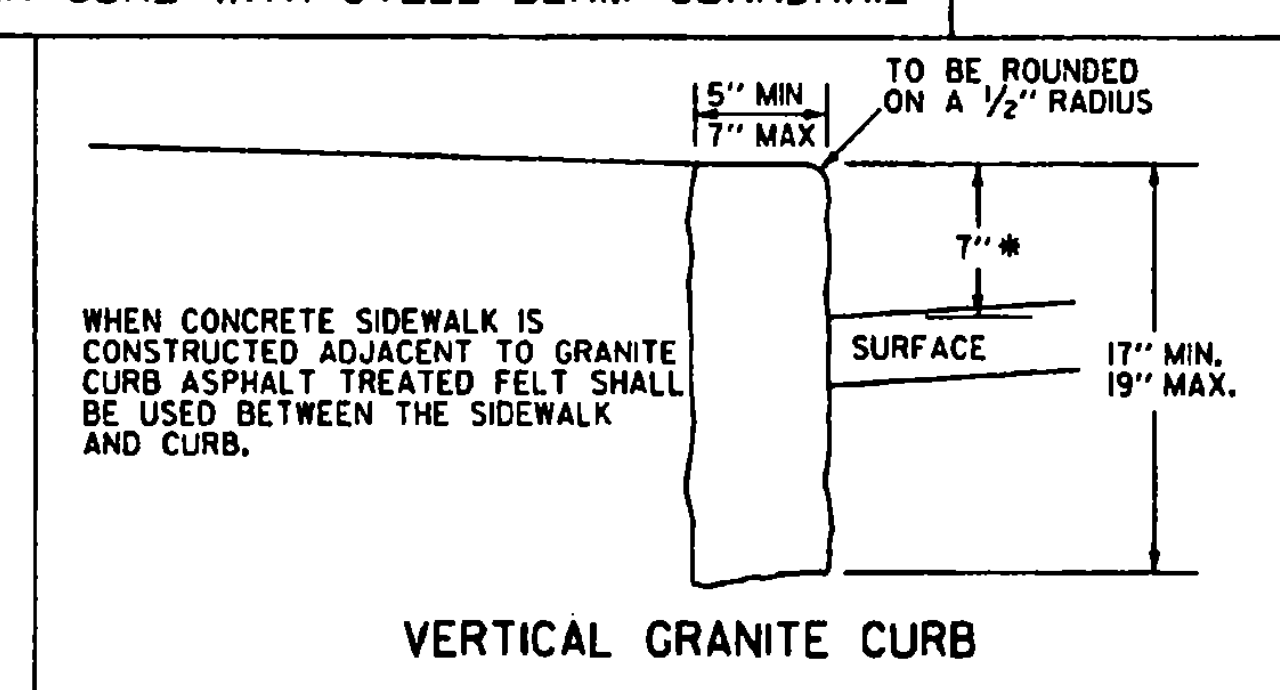 5" MIN
7" MAX
TO BE ROUNDED
ON A 1/2" RADIUS
7" *
WHEN CONCRETE SIDEWALK IS
CONSTRUCTED ADJACENT TO GRANITE
CURB ASPHALT TREATED FELT SHALL
BE USED BETWEEN THE SIDEWALK
AND CURB.
SURFACE
17" MIN.
19" MAX.
VERTICAL GRANITE CURB